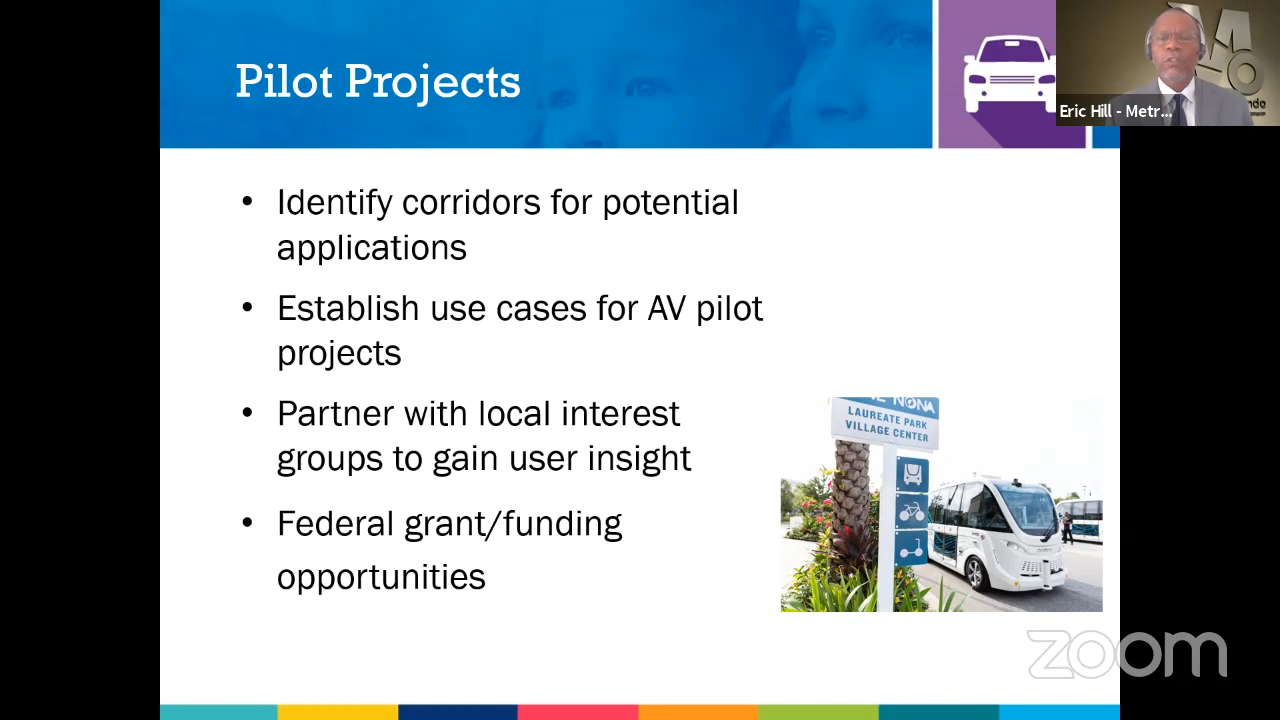 Pilot Projects
Eric Hill - Metr...
• Identify corridors for potential
applications
• Establish use cases for AV pilot
projects
• Partner with local interest
groups to gain user insight
• Federal grant/funding
opportunities
NONA
LAUREATE PARK
VILLAGE CENTER
zoom